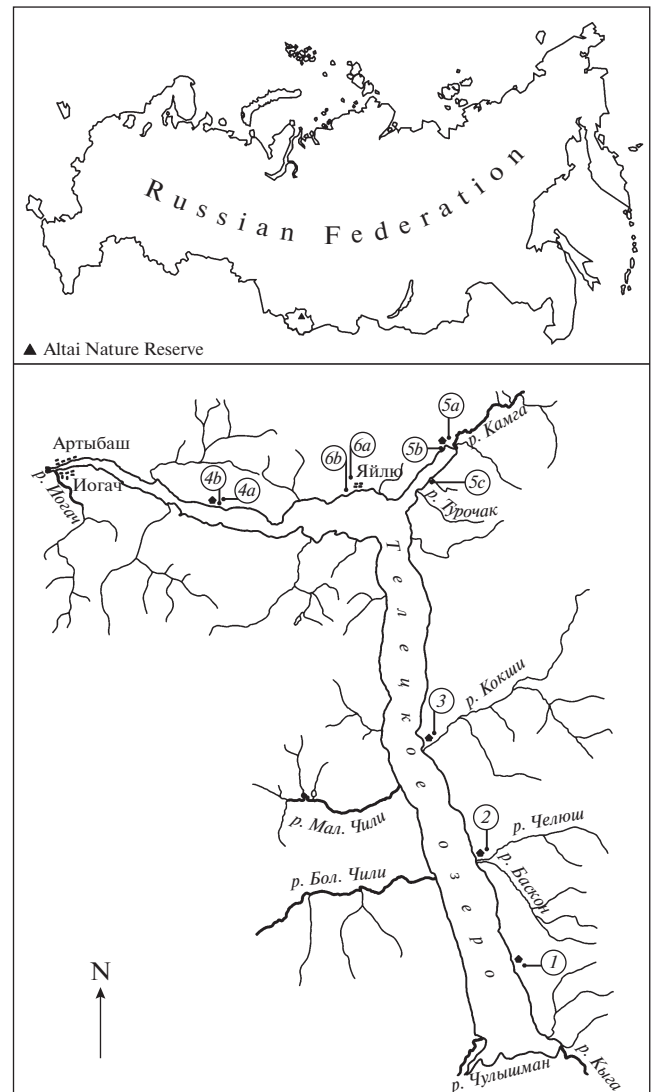 Russian Federation
▲ Altai Nature Reserve
5a
р. Камга
Артыбаш
6a
5b
6b
Яйлю
р. Иогач
Иогач
4b
4a
5c
р. Турочак
Телецкое озеро
р. Кокши
3
р. Мал. Чили
2
р. Челюш
р. Баскон
р. Бол. Чили
1
N
р. Чулышман
р. Кыга